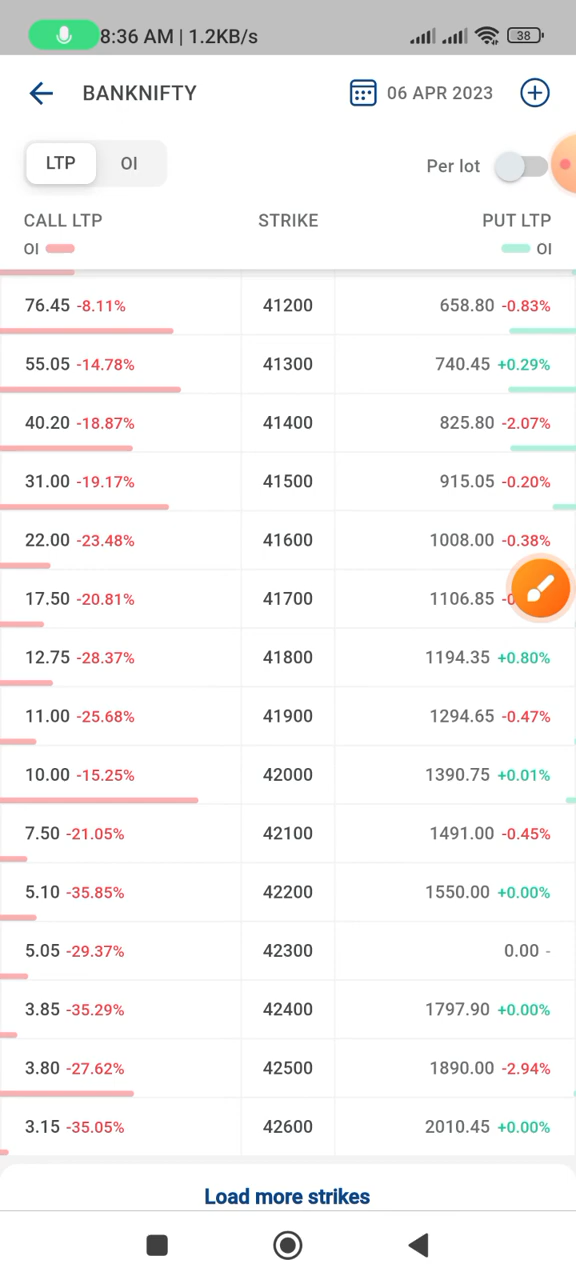 8:36 AM | 1.2KB/s 38
BANKNIFTY 06 APR 2023
LTP OI Per lot
CALL LTP STRIKE PUT LTP
OI OI
76.45 -8.11% 41200 658.80 -0.83%
55.05 -14.78% 41300 740.45 +0.29%
40.20 -18.87% 41400 825.80 -2.07%
31.00 -19.17% 41500 915.05 -0.20%
22.00 -23.48% 41600 1008.00 -0.38%
17.50 -20.81% 41700 1106.85
12.75 -28.37% 41800 1194.35 +0.80%
11.00 -25.68% 41900 1294.65 -0.47%
10.00 -15.25% 42000 1390.75 +0.01%
7.50 -21.05% 42100 1491.00 -0.45%
5.10 -35.85% 42200 1550.00 +0.00%
5.05 -29.37% 42300 0.00 -
3.85 -35.29% 42400 1797.90 +0.00%
3.80 -27.62% 42500 1890.00 -2.94%
3.15 -35.05% 42600 2010.45 +0.00%
Load more strikes